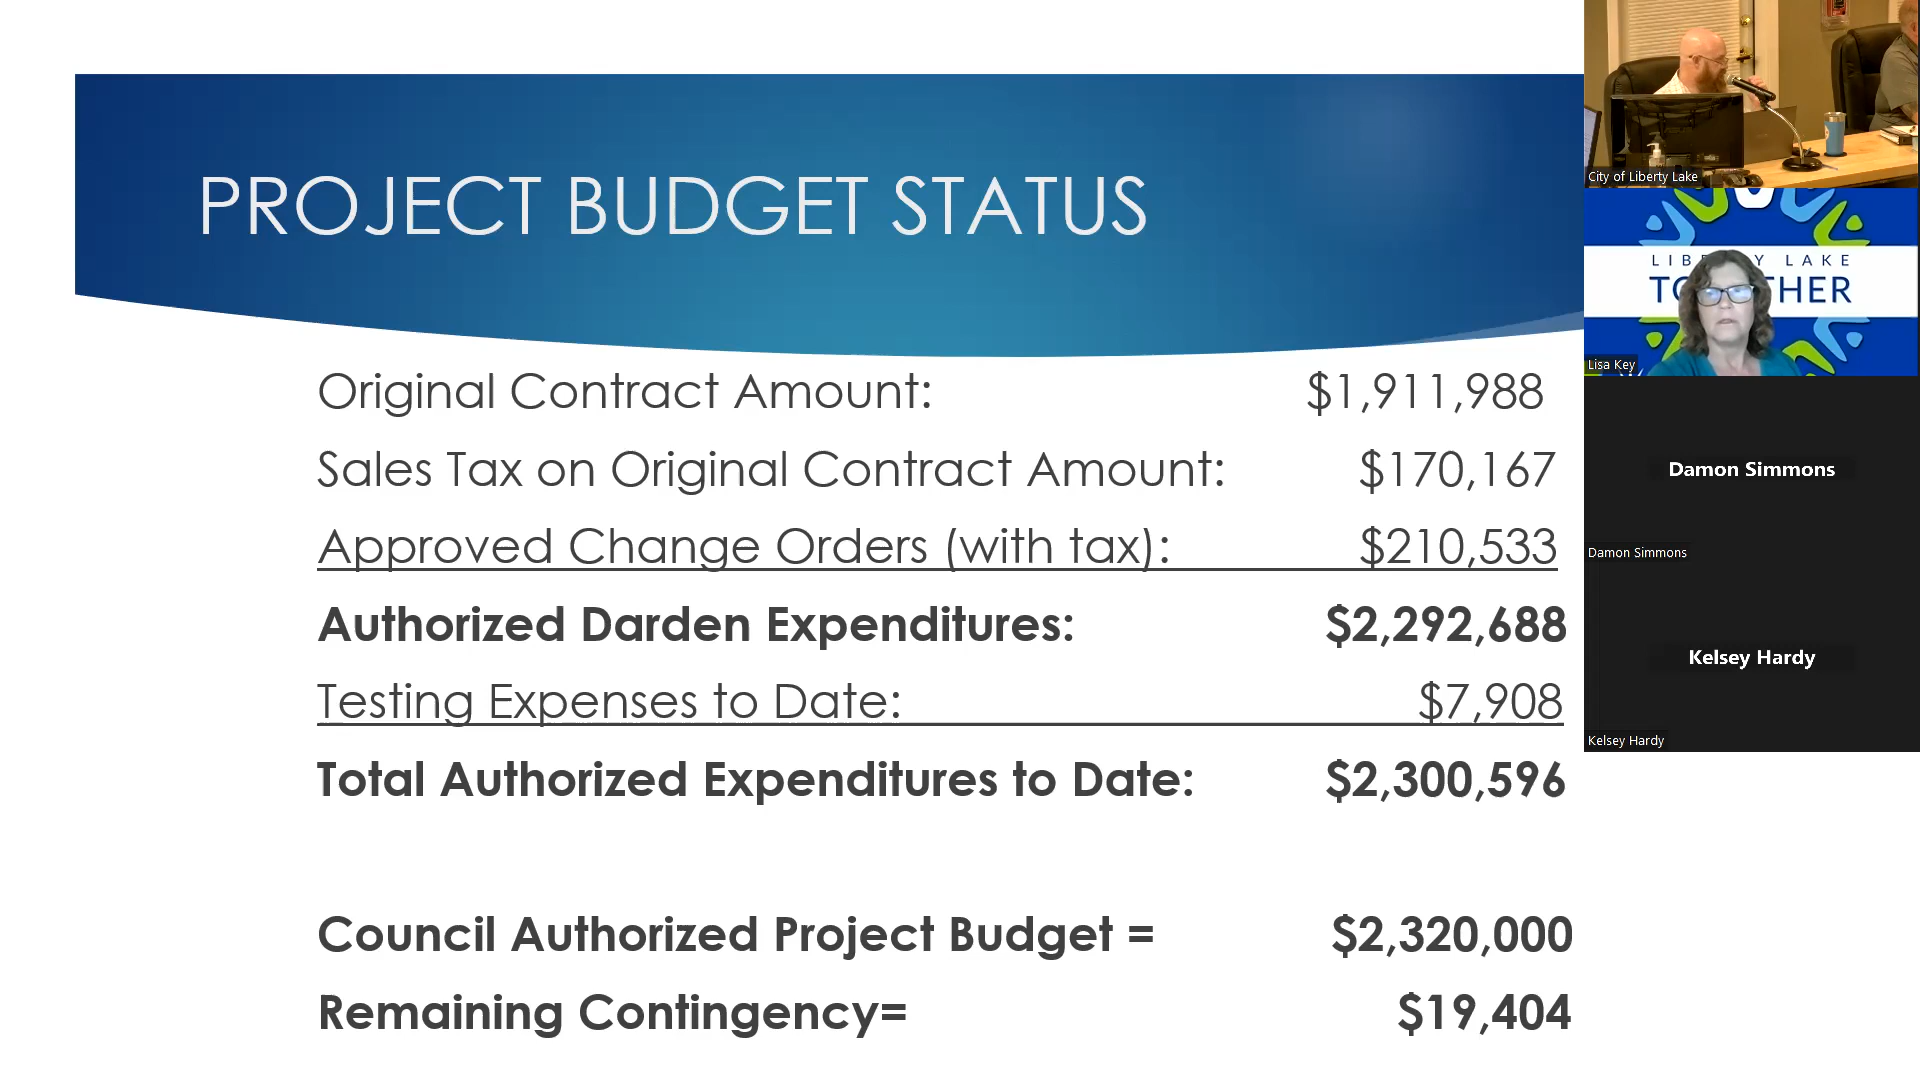 PROJECT BUDGET STATUS
Original Contract Amount: $1,911,988
Sales Tax on Original Contract Amount: $170,167
Approved Change Orders (with tax): $210,533
Authorized Darden Expenditures: $2,292,688
Testing Expenses to Date: $7,908
Total Authorized Expenditures to Date: $2,300,596
Council Authorized Project Budget = $2,320,000
Remaining Contingency= $19,404
City of Liberty Lake
LAKE
Lisa Key
Damon Simmons
Damon Simmons
Kelsey Hardy
Kelsey Hardy